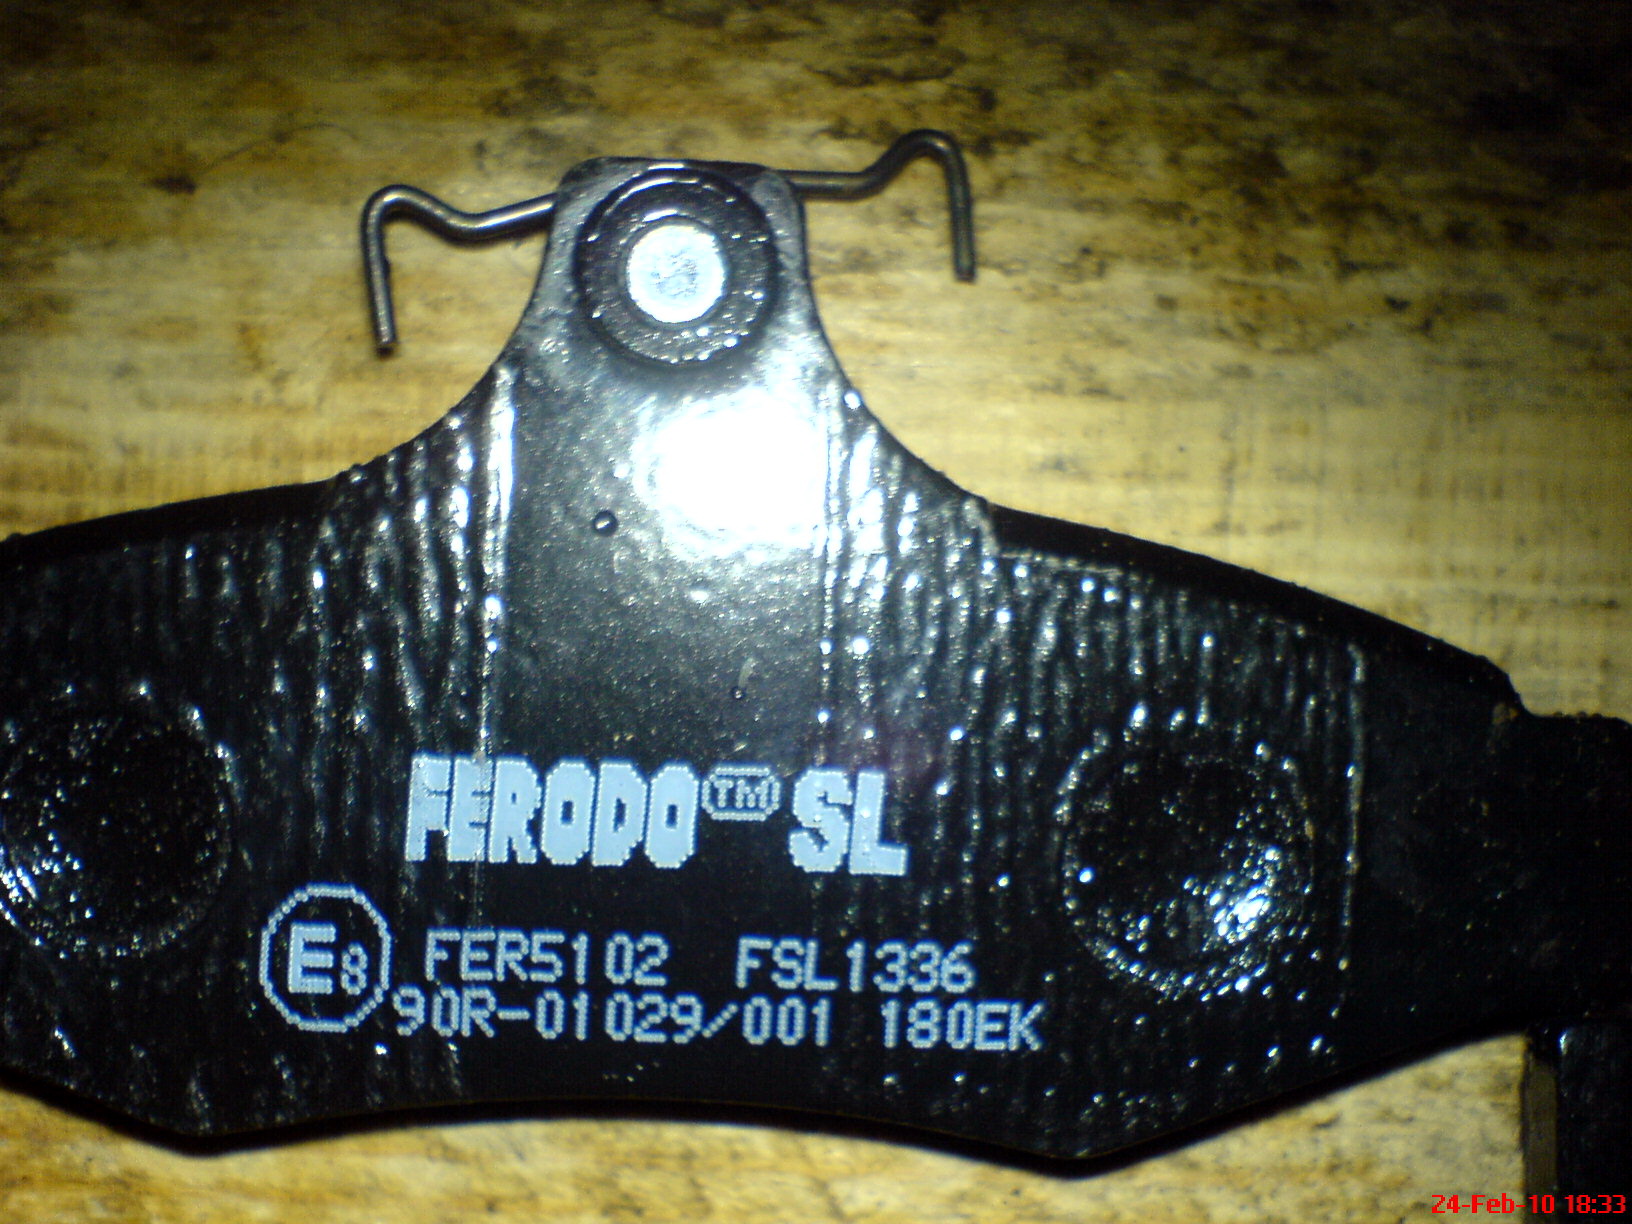 FERODO™ SL
E8 FER5102 FSL1336
90R-01029/001 180EK
24-Feb-10 18:33